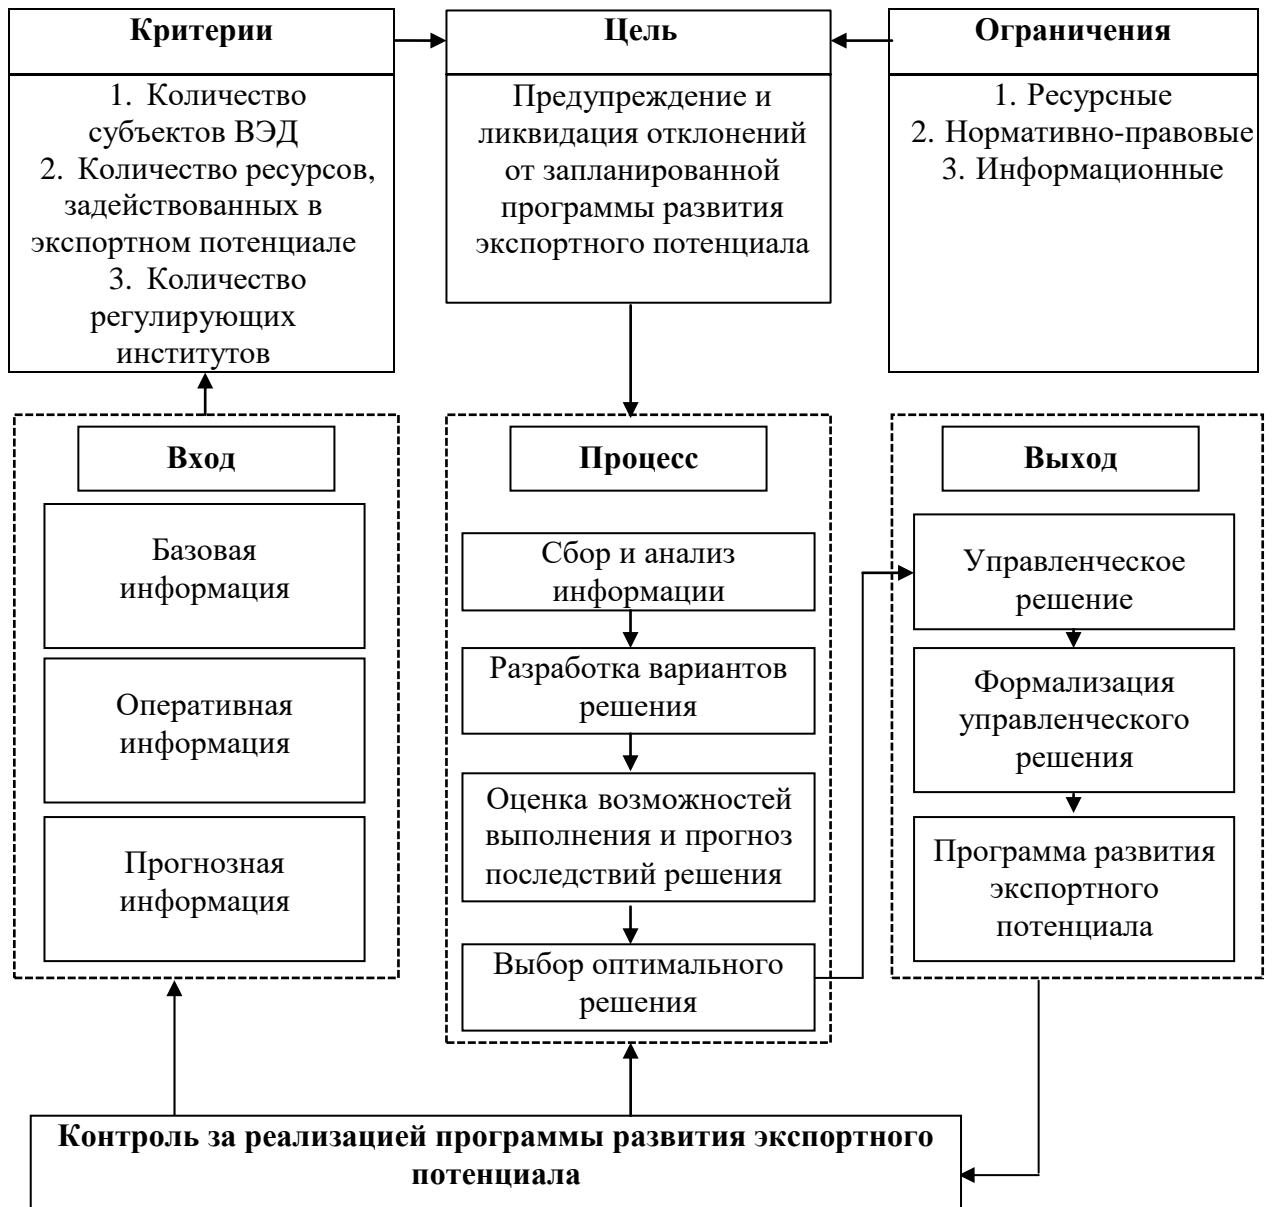 Критерии
1. Количество
субъектов ВЭД
2. Количество ресурсов,
задействованных в
экспортном потенциале
3. Количество
регулирующих
институтов
Цель
Предупреждение и
ликвидация отклонений
от запланированной
программы развития
экспортного потенциала
Ограничения
1. Ресурсные
2. Нормативно-правовые
3. Информационные
Вход
Базовая
информация
Оперативная
информация
Прогнозная
информация
Процесс
Сбор и анализ
информации
Разработка вариантов
решения
Оценка возможностей
выполнения и прогноз
последствий решения
Выбор оптимального
решения
Выход
Управленческое
решение
Формализация
управленческого
решения
Программа развития
экспортного
потенциала
Контроль за реализацией программы развития экспортного
потенциала